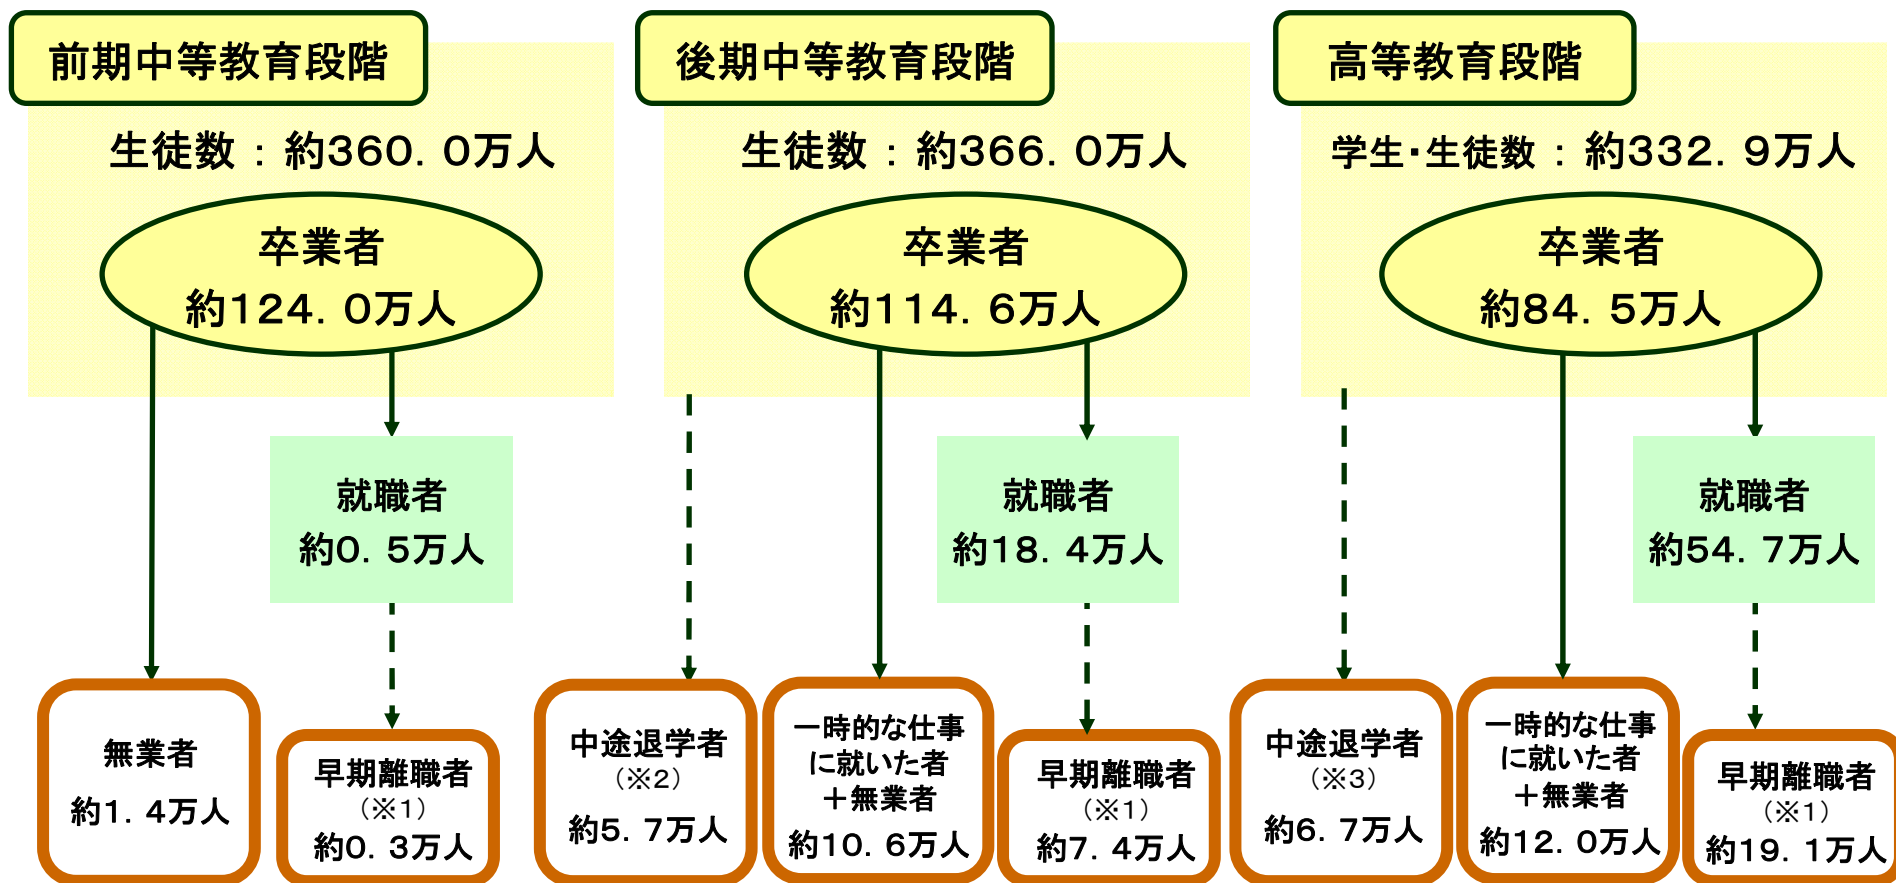 前期中等教育段階
生徒数：約360．0万人
卒業者
約124．0万人
就職者
約0．5万人
無業者
約1．4万人
早期離職者
（※1）
約0．3万人
後期中等教育段階
生徒数：約366．0万人
卒業者
約114．6万人
就職者
約18．4万人
中途退学者
（※2）
約5．7万人
一時的な仕事
に就いた者
＋無業者
約10．6万人
早期離職者
（※1）
約7．4万人
高等教育段階
学生・生徒数：約332．9万人
卒業者
約84．5万人
就職者
約54．7万人
中途退学者
（※3）
約6．7万人
一時的な仕事
に就いた者
＋無業者
約12．0万人
早期離職者
（※1）
約19．1万人